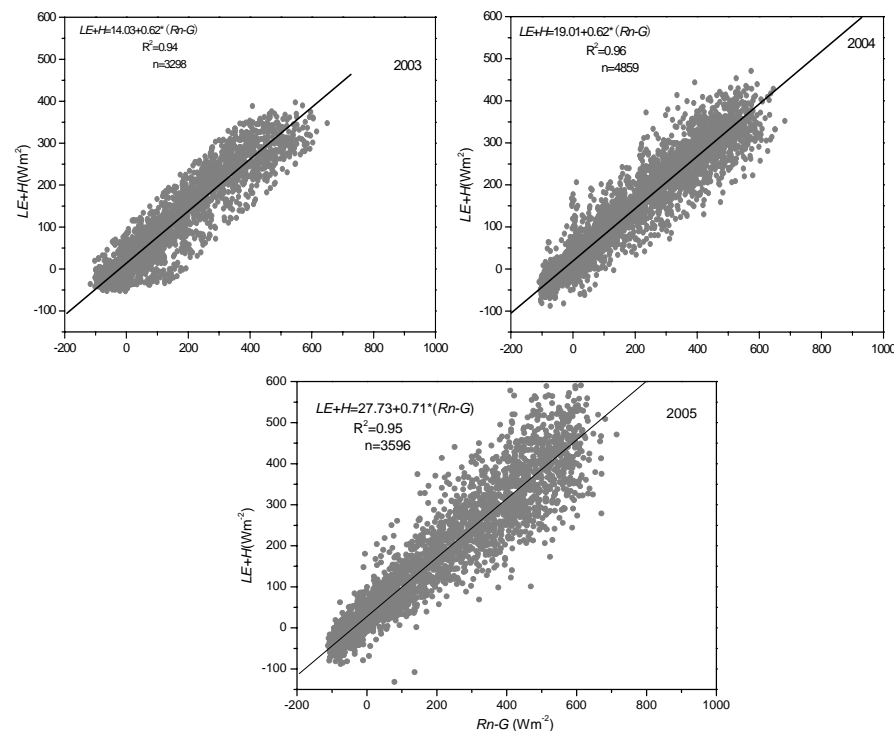 LE+H=14.03+0.62*(Rn-G)
R²=0.94
n=3298
2003
600
500
400
300
200
100
0
-100
LE+H(Wm²)
-200 0 200 400 600 800 1000
LE+H=19.01+0.62*(Rn-G)
R²=0.96
n=4859
2004
600
500
400
300
200
100
0
-100
LE+H(Wm²)
-200 0 200 400 600 800 1000
LE+H=27.73+0.71*(Rn-G)
R²=0.95
n=3596
2005
600
500
400
300
200
100
0
-100
LE+H(Wm⁻²)
-200 0 200 400 600 800 1000
Rn-G (Wm⁻²)